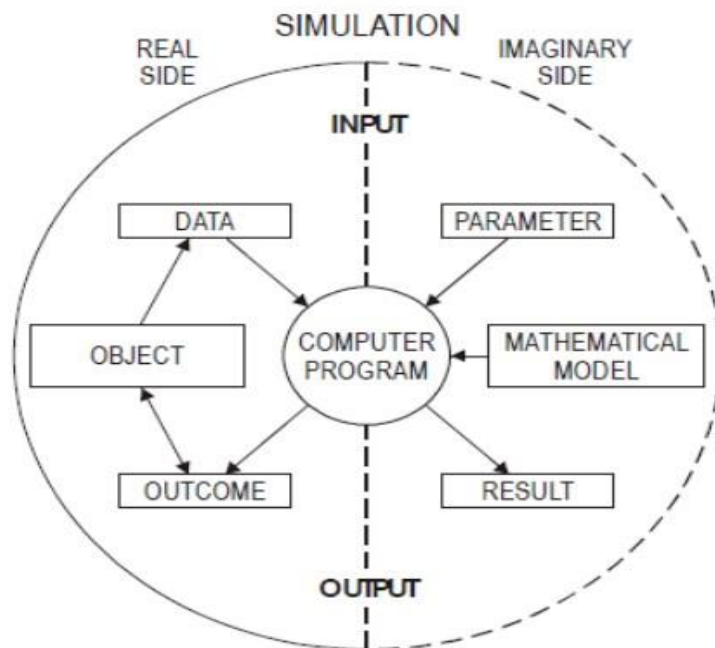 SIMULATION
REAL
SIDE
IMAGINARY
SIDE
INPUT
DATA
PARAMETER
OBJECT
COMPUTER
PROGRAM
MATHEMATICAL
MODEL
OUTCOME
RESULT
OUTPUT